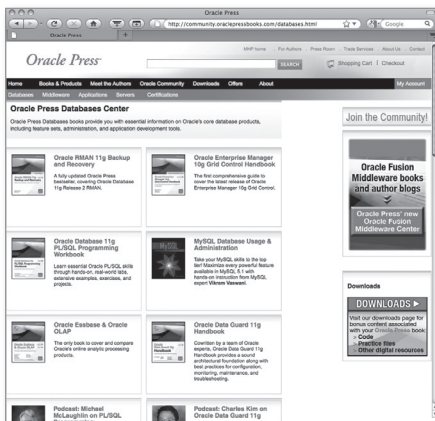 Oracle Press
http://community.oraclepressbooks.com/databases.html
Google
Oracle Press
MHP home For Authors Press Room Trade Services About Us Contact
Oracle Press
SEARCH
Shopping Cart | Checkout
Home Books & Products Meet the Authors Oracle Community Downloads Offers About My Account
Databases Middleware Applications Servers Certifications
Oracle Press Databases Center
Oracle Press Databases books provide you with essential information on Oracle's core database products,
including feature sets, administration, and application development tools.
Oracle RMAN 11g Backup
and Recovery
A fully updated Oracle Press
bestseller, covering Oracle Database
11g Release 2 RMAN.
Oracle Enterprise Manager
10g Grid Control Handbook
The first comprehensive guide to
cover the latest release of Oracle
Enterprise Manager 10g Grid Control.
Oracle Database 11g
PL/SQL Programming
Workbook
Learn essential Oracle PL/SQL skills
through hands-on, real-world labs,
extensive examples, exercises, and
projects.
MySQL
MySQL Database Usage &
Administration
Take your MySQL skills to the top
tier! Maximize every powerful feature
available in MySQL 5.1 with
hands-on instruction from MySQL
expert Vikram Vaswani.
Oracle Essbase & Oracle
OLAP
The only book to cover and compare
Oracle's online analytic processing
products.
Oracle Data Guard 11g
Handbook
Cowritten by a team of Oracle
experts, Oracle Data Guard 11g
Handbook provides a sound
architectural foundation along with
best practices for configuration,
monitoring, maintenance, and
troubleshooting.
Podcast: Michael
McLaughlin on PL/SQL
Podcast: Charles Kim on
Oracle Data Guard 11g
Join the Community!
Oracle Fusion
Middleware books
and author blogs
Oracle Press' new
Oracle Fusion
Middleware Center
Downloads
DOWNLOADS
Visit our downloads page for
bonus content associated
with your Oracle Press book:
> Code
> Practice files
> Other digital resources